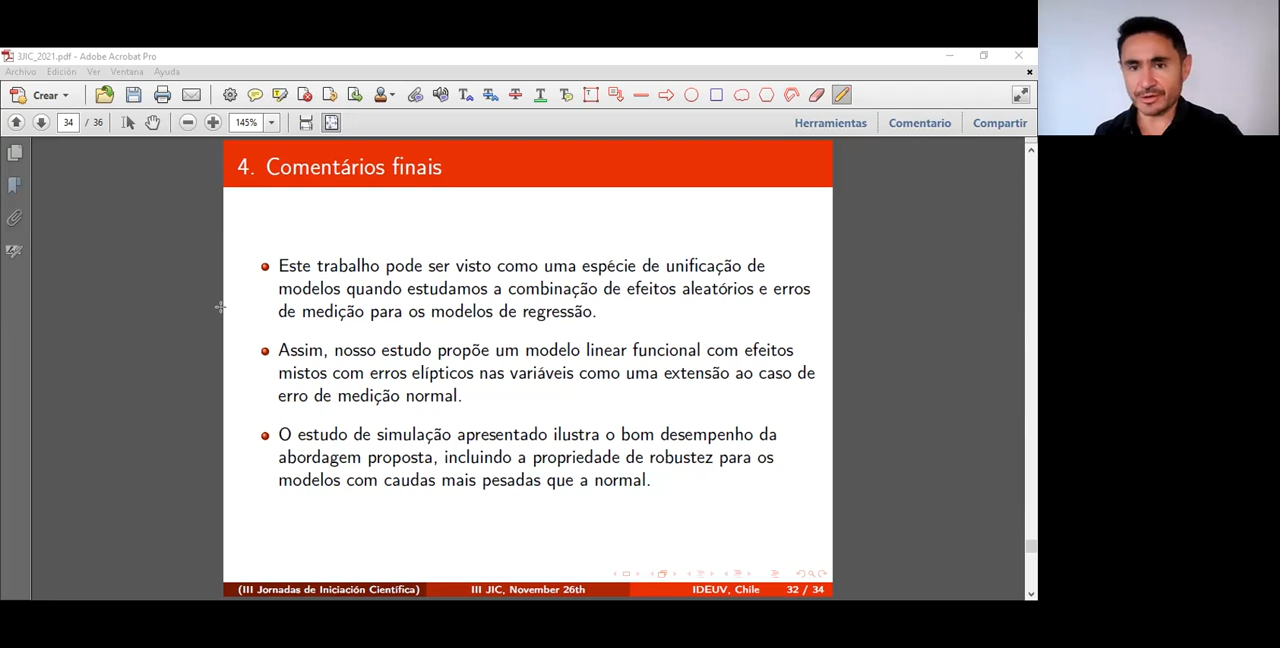 3JIC_2021.pdf - Adobe Acrobat Pro
Archivo Edición Ver Ventana Ayuda
Crear
34 / 36 145% Herramientas Comentario Compartir
4. Comentários finais
Este trabalho pode ser visto como uma espécie de unificação de
modelos quando estudamos a combinação de efeitos aleatórios e erros
de medição para os modelos de regressão.
Assim, nosso estudo propõe um modelo linear funcional com efeitos
mistos com erros elípticos nas variáveis como uma extensão ao caso de
erro de medição normal.
O estudo de simulação apresentado ilustra o bom desempenho da
abordagem proposta, incluindo a propriedade de robustez para os
modelos com caudas mais pesadas que a normal.
(III Jornadas de Iniciación Científica) III JIC, November 26th IDEUV, Chile 32 / 34